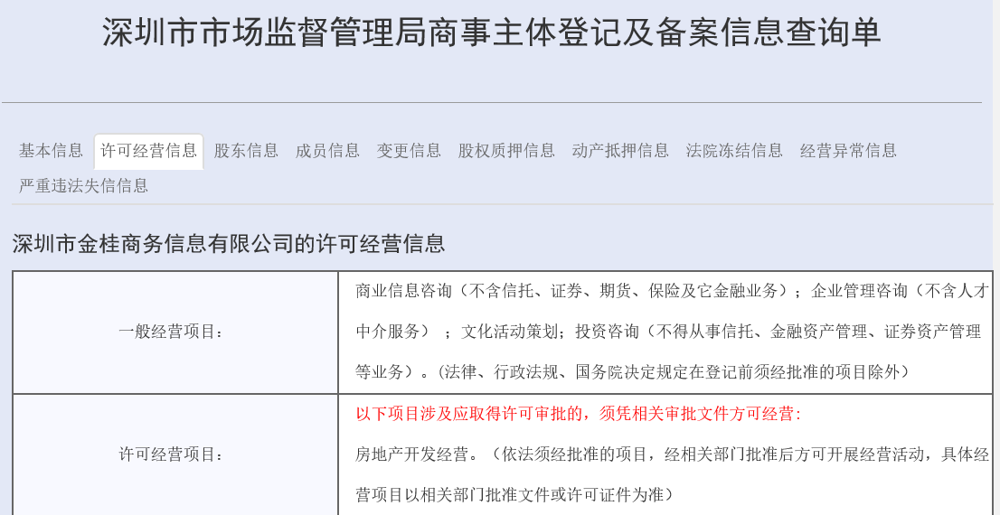 深圳市市场监督管理局商事主体登记及备案信息查询单
基本信息 许可经营信息 股东信息 成员信息 变更信息 股权质押信息 动产抵押信息 法院冻结信息 经营异常信息
严重违法失信信息
深圳市金桂商务信息有限公司的许可经营信息
商业信息咨询（不含信托、证券、期货、保险及它金融业务）；企业管理咨询（不含人才
一般经营项目： 中介服务） ；文化活动策划；投资咨询（不得从事信托、金融资产管理、证券资产管理
等业务）。(法律、行政法规、国务院决定规定在登记前须经批准的项目除外）
以下项目涉及应取得许可审批的，须凭相关审批文件方可经营:
许可经营项目： 房地产开发经营。（依法须经批准的项目，经相关部门批准后方可开展经营活动，具体经
营项目以相关部门批准文件或许可证件为准）